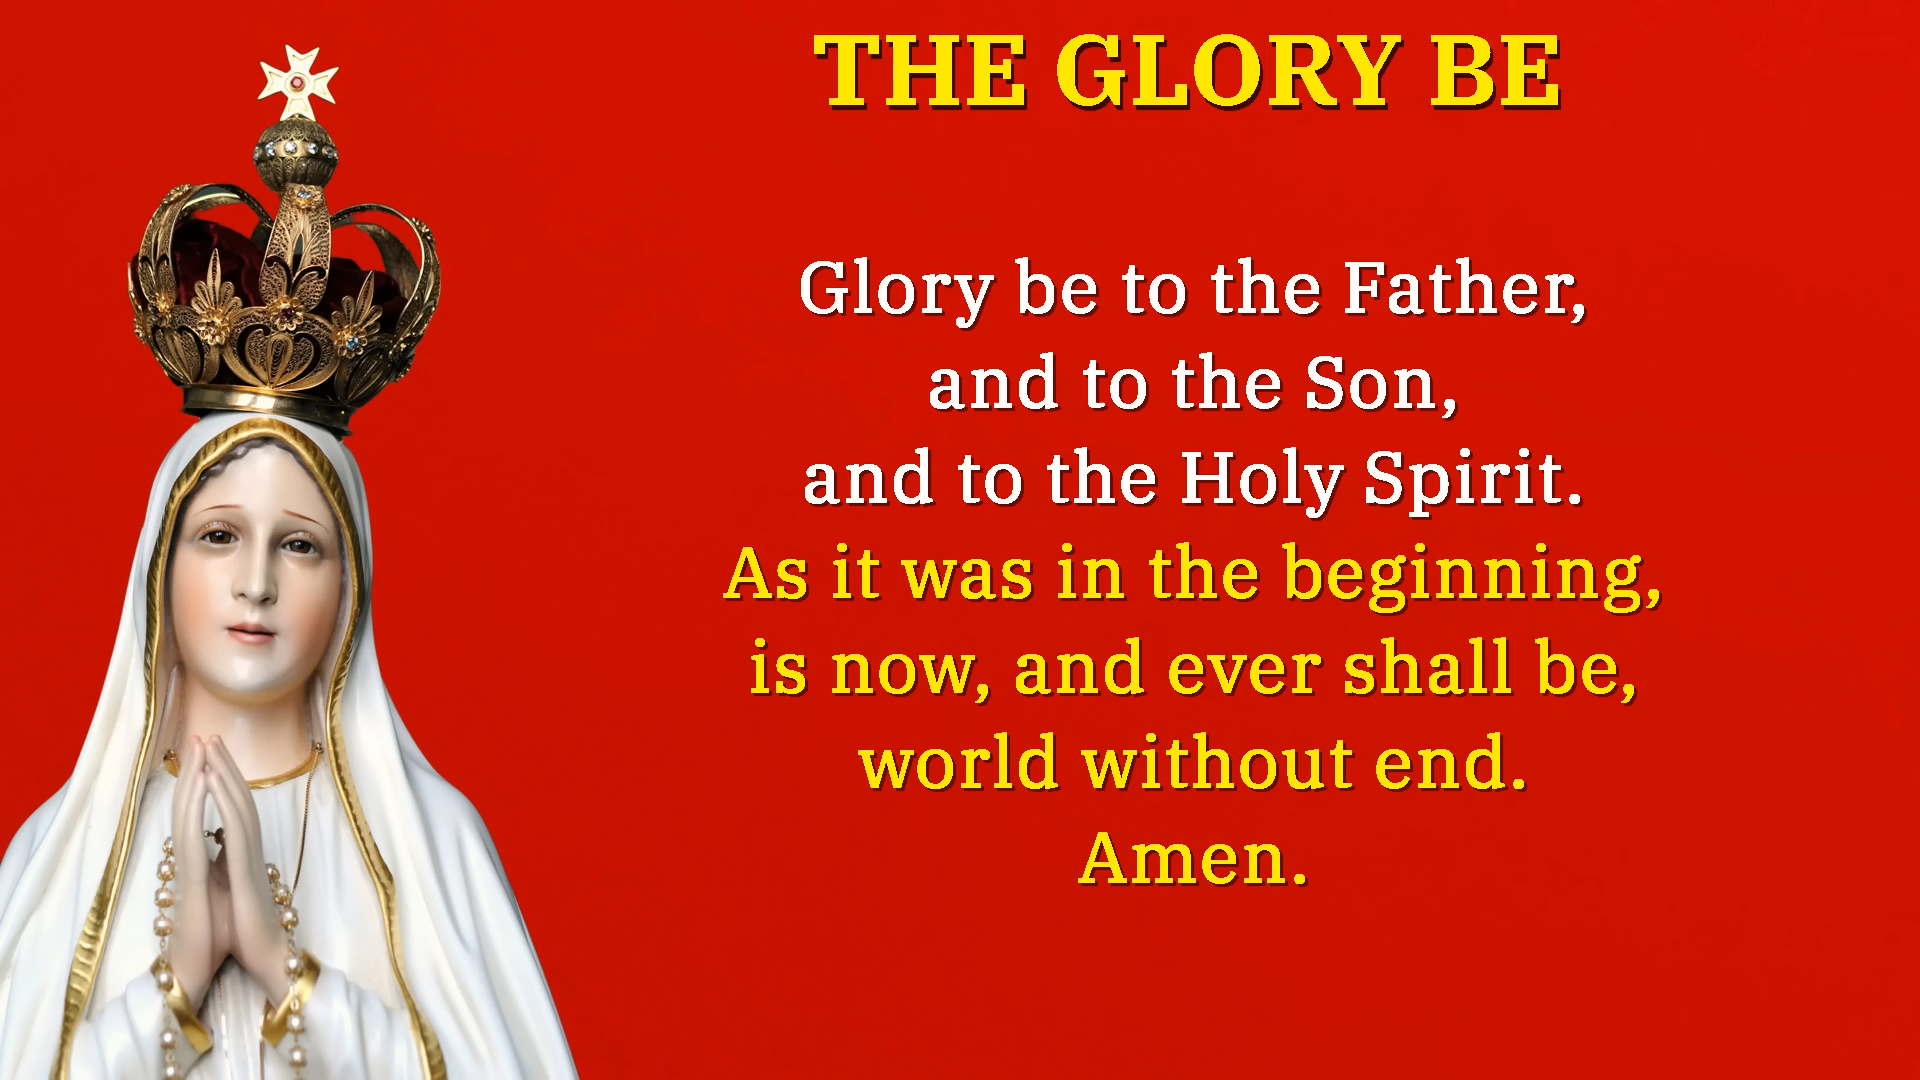 THE GLORY BE
Glory be to the Father,
and to the Son,
and to the Holy Spirit.
As it was in the beginning,
is now, and ever shall be,
world without end.
Amen.